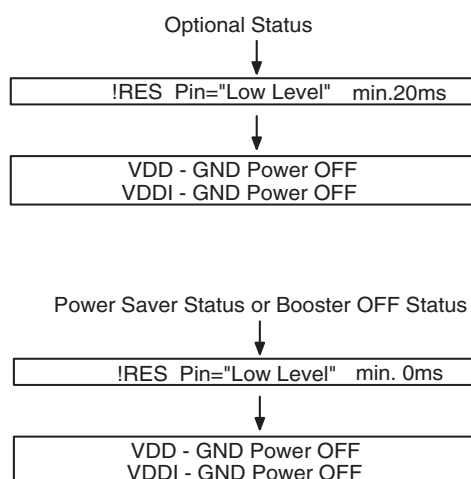 Optional Status
!RES Pin="Low Level" min.20ms
VDD - GND Power OFF
VDDI - GND Power OFF
Power Saver Status or Booster OFF Status
!RES Pin="Low Level" min. 0ms
VDD - GND Power OFF
VDDI - GND Power OFF